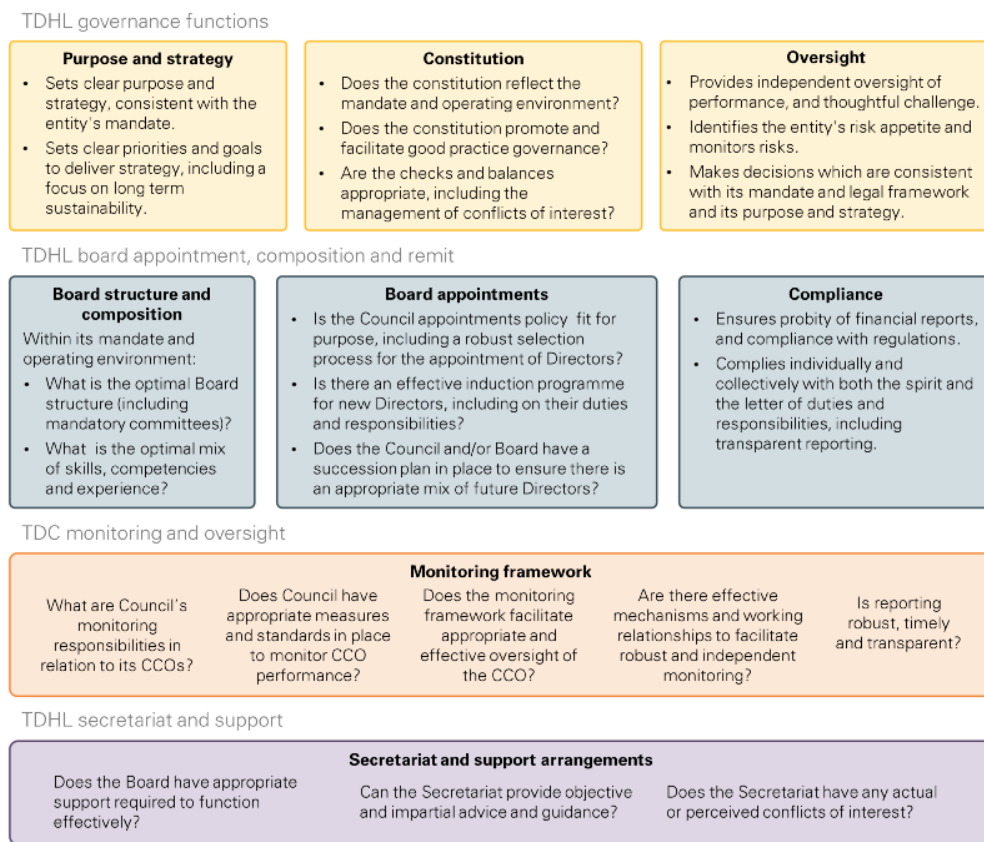 TDHL governance functions
Purpose and strategy
• Sets clear purpose and
strategy, consistent with the
entity's mandate.
• Sets clear priorities and goals
to deliver strategy, including a
focus on long term
sustainability.
Constitution
• Does the constitution reflect the
mandate and operating environment?
• Does the constitution promote and
facilitate good practice governance?
• Are the checks and balances
appropriate, including the
management of conflicts of interest?
Oversight
• Provides independent oversight of
performance, and thoughtful challenge.
• Identifies the entity's risk appetite and
monitors risks.
• Makes decisions which are consistent
with its mandate and legal framework
and its purpose and strategy.
TDHL board appointment, composition and remit
Board structure and
composition
Within its mandate and
operating environment:
• What is the optimal Board
structure (including
mandatory committees)?
• What is the optimal mix
of skills, competencies
and experience?
Board appointments
• Is the Council appointments policy fit for
purpose, including a robust selection
process for the appointment of Directors?
• Is there an effective induction programme
for new Directors, including on their duties
and responsibilities?
• Does the Council and/or Board have a
succession plan in place to ensure there is
an appropriate mix of future Directors?
Compliance
• Ensures probity of financial reports,
and compliance with regulations.
• Complies individually and
collectively with both the spirit and
the letter of duties and
responsibilities, including
transparent reporting.
TDC monitoring and oversight
Monitoring framework
What are Council's
monitoring
responsibilities in
relation to its CCOs?
Does Council have
appropriate measures
and standards in place
to monitor CCO
performance?
Does the monitoring
framework facilitate
appropriate and
effective oversight of
the CCO?
Are there effective
mechanisms and working
relationships to facilitate
robust and independent
monitoring?
Is reporting
robust, timely
and transparent?
TDHL secretariat and support
Secretariat and support arrangements
Does the Board have appropriate
support required to function
effectively?
Can the Secretariat provide objective
and impartial advice and guidance?
Does the Secretariat have any actual
or perceived conflicts of interest?